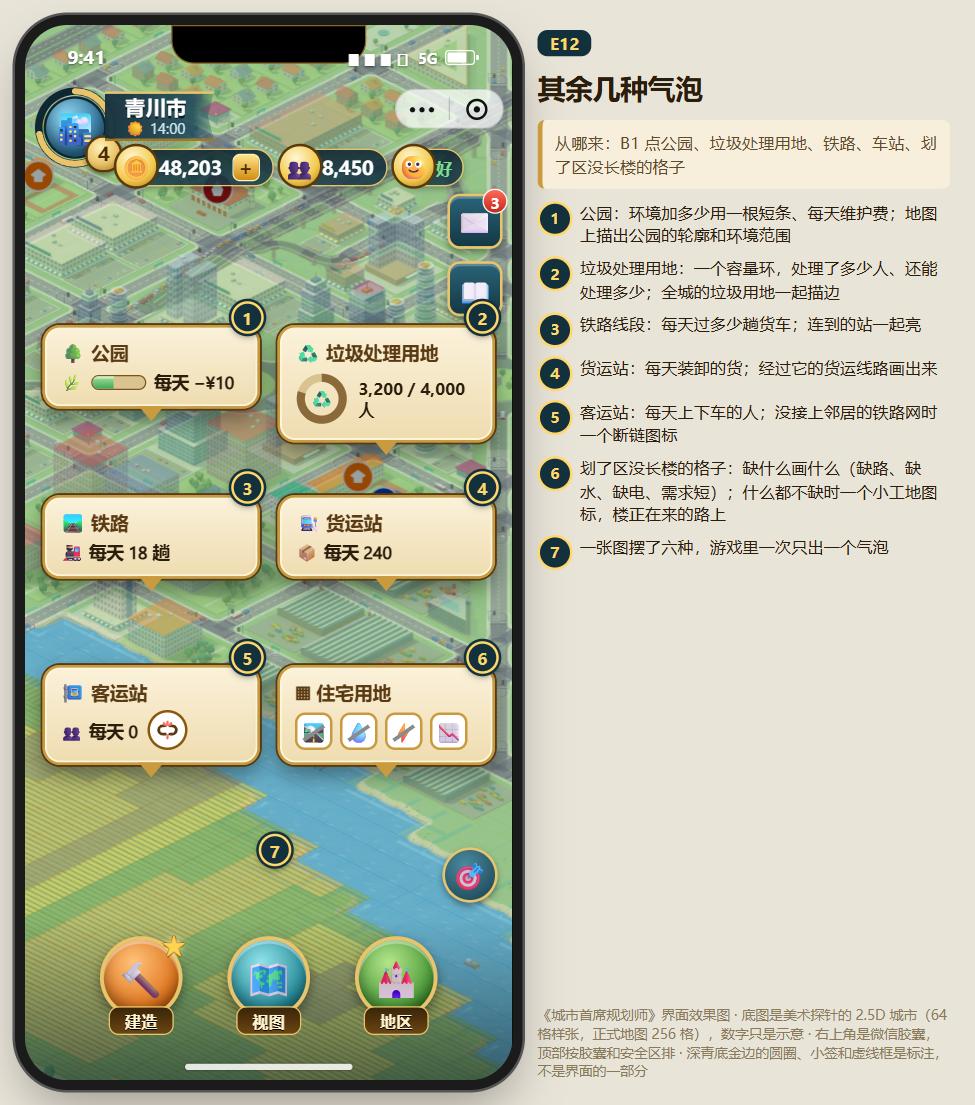 9:41
5G
青川市
14:00
4
48,203
+
8,450
好
3
1
公园
每天 −¥10
2
垃圾处理用地
3,200 / 4,000
人
3
铁路
每天 18 趟
4
货运站
每天 240
5
客运站
每天 0
6
住宅用地
7
建造
视图
地区
E12
其余几种气泡
从哪来：B1 点公园、垃圾处理用地、铁路、车站、划
了区没长楼的格子
1
公园：环境加多少用一根短条、每天维护费；地图
上描出公园的轮廓和环境范围
2
垃圾处理用地：一个容量环，处理了多少人、还能
处理多少；全城的垃圾用地一起描边
3
铁路线段：每天过多少趟货车；连到的站一起亮
4
货运站：每天装卸的货；经过它的货运线路画出来
5
客运站：每天上下车的人；没接上邻居的铁路网时
一个断链图标
6
划了区没长楼的格子：缺什么画什么（缺路、缺
水、缺电、需求短）；什么都不缺时一个小工地图
标，楼正在来的路上
7
一张图摆了六种，游戏里一次只出一个气泡
《城市首席规划师》界面效果图 · 底图是美术探针的 2.5D 城市（64
格样张，正式地图 256 格），数字只是示意 · 右上角是微信胶囊，
顶部按胶囊和安全区排 · 深青底金边的圆圈、小签和虚线框是标注，
不是界面的一部分